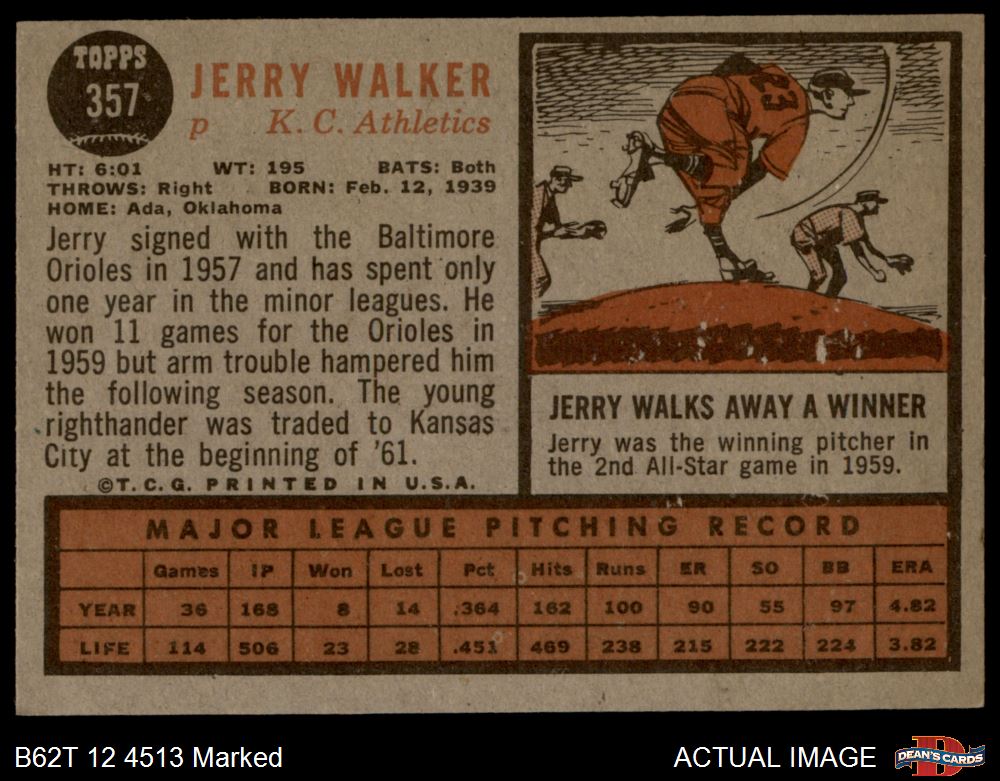 TOPPS
357
JERRY WALKER
p K. C. Athletics
HT: 6:01 WT: 195 BATS: Both
THROWS: Right BORN: Feb. 12, 1939
HOME: Ada, Oklahoma
Jerry signed with the Baltimore
Orioles in 1957 and has spent only
one year in the minor leagues. He
won 11 games for the Orioles in
1959 but arm trouble hampered him
the following season. The young
righthander was traded to Kansas
City at the beginning of '61.
©T. C. G. PRINTED IN U.S.A.
23
JERRY WALKS AWAY A WINNER
Jerry was the winning pitcher in
the 2nd All-Star game in 1959.
MAJOR LEAGUE PITCHING RECORD
Games IP Won Lost Pct Hits Runs ER SO BB ERA
YEAR 36 168 8 14 .364 162 100 90 55 97 4.82
LIFE 114 506 23 28 .451 469 238 215 222 224 3.82
B62T 12 4513 Marked
ACTUAL IMAGE
DEAN'S CARDS